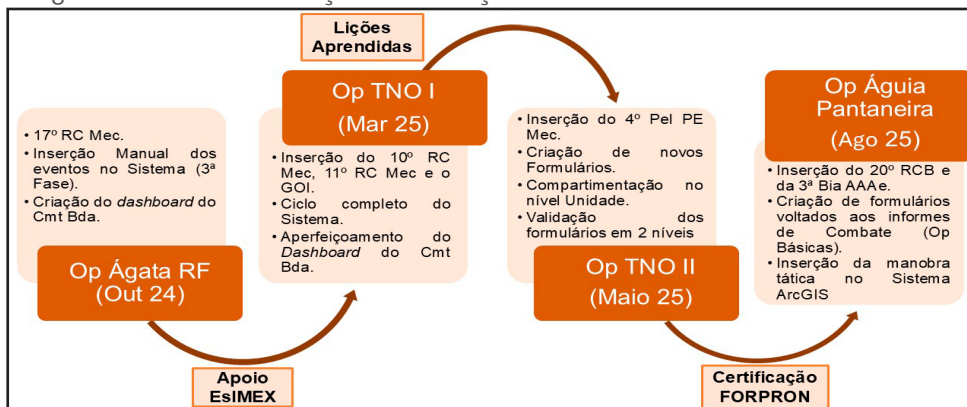 Lições
Aprendidas
Op TNO I
(Mar 25)
Op Águia
Pantaneira
(Ago 25)
• 17º RC Mec.
• Inserção Manual dos
eventos no Sistema (3ª
Fase).
• Criação do dashboard do
Cmt Bda.
Op Ágata RF
(Out 24)
• Inserção do 10º RC
Mec, 11º RC Mec e o
GOI.
• Ciclo completo do
Sistema.
• Aperfeiçoamento do
Dashboard do Cmt
Bda.
• Inserção do 4º Pel PE
Mec.
• Criação de novos
Formulários.
• Compartimentação no
nível Unidade.
• Validação dos
formulários em 2 níveis
Op TNO II
(Maio 25)
• Inserção do 20º RCB e
da 3ª Bia AAAe.
• Criação de formulários
voltados aos informes
de Combate (Op
Básicas).
• Inserção da manobra
tática no Sistema
ArcGIS
Apoio
EsIMEX
Certificação
FORPRON